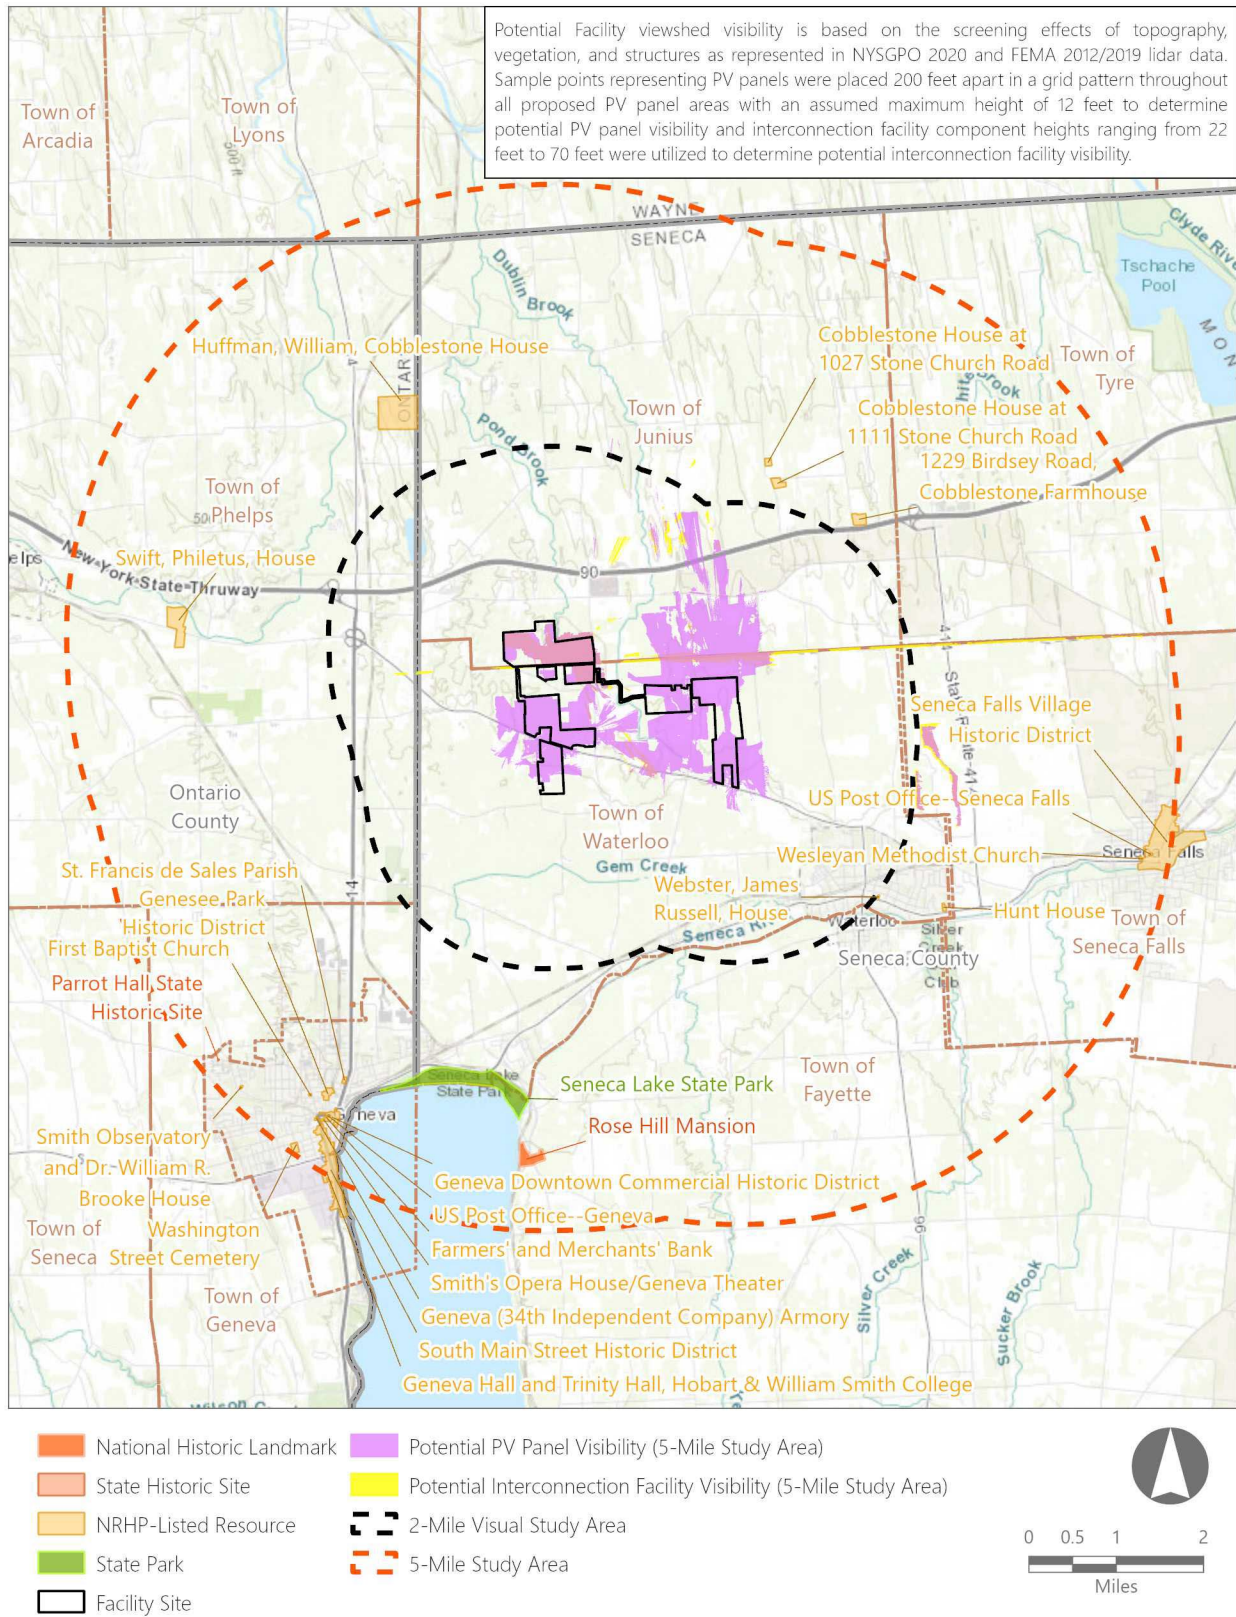 Potential Facility viewshed visibility is based on the screening effects of topography,
vegetation, and structures as represented in NYSGPO 2020 and FEMA 2012/2019 lidar data.
Sample points representing PV panels were placed 200 feet apart in a grid pattern throughout
all proposed PV panel areas with an assumed maximum height of 12 feet to determine
potential PV panel visibility and interconnection facility component heights ranging from 22
feet to 70 feet were utilized to determine potential interconnection facility visibility.
Town of
Arcadia
Town of
Lyons
500 ft
WAYNE
SENECA
Clyde River
Tschache
Pool
Dublin
Brook
Huffman, William, Cobblestone House
Cobblestone House at
1027 Stone Church Road
Town of
Tyre
Brook
Town of
Junius
Cobblestone House at
1111 Stone Church Road
1229 Birdsey Road,
Cobblestone Farmhouse
Pond Brook
Town of
Phelps
Swift, Philetus, House
New York State Thruway
90
414
Seneca Falls Village
Historic District
Ontario
County
Town of
Waterloo
US Post Office--Seneca Falls
Gem Creek
Wesleyan Methodist Church
Seneca Falls
St. Francis de Sales Parish
Genesee Park
Historic District
First Baptist Church
14
Webster, James
Russell, House
Hunt House
Waterloo
Seneca County
Town of
Seneca Falls
Parrot Hall State
Historic Site
Seneca Lake
State Park
Seneca Lake State Park
Town of
Fayette
Geneva
Rose Hill Mansion
Smith Observatory
and Dr. William R.
Brooke House
Geneva Downtown Commercial Historic District
US Post Office--Geneva
Washington
Street Cemetery
Town of
Seneca
Farmers' and Merchants' Bank
Smith's Opera House/Geneva Theater
Town of
Geneva
Geneva (34th Independent Company) Armory
South Main Street Historic District
Geneva Hall and Trinity Hall, Hobart & William Smith College
96
Silver Creek
Sucker Brook
National Historic Landmark
State Historic Site
NRHP-Listed Resource
State Park
Facility Site
Potential PV Panel Visibility (5-Mile Study Area)
Potential Interconnection Facility Visibility (5-Mile Study Area)
2-Mile Visual Study Area
5-Mile Study Area
0 0.5 1 2
Miles